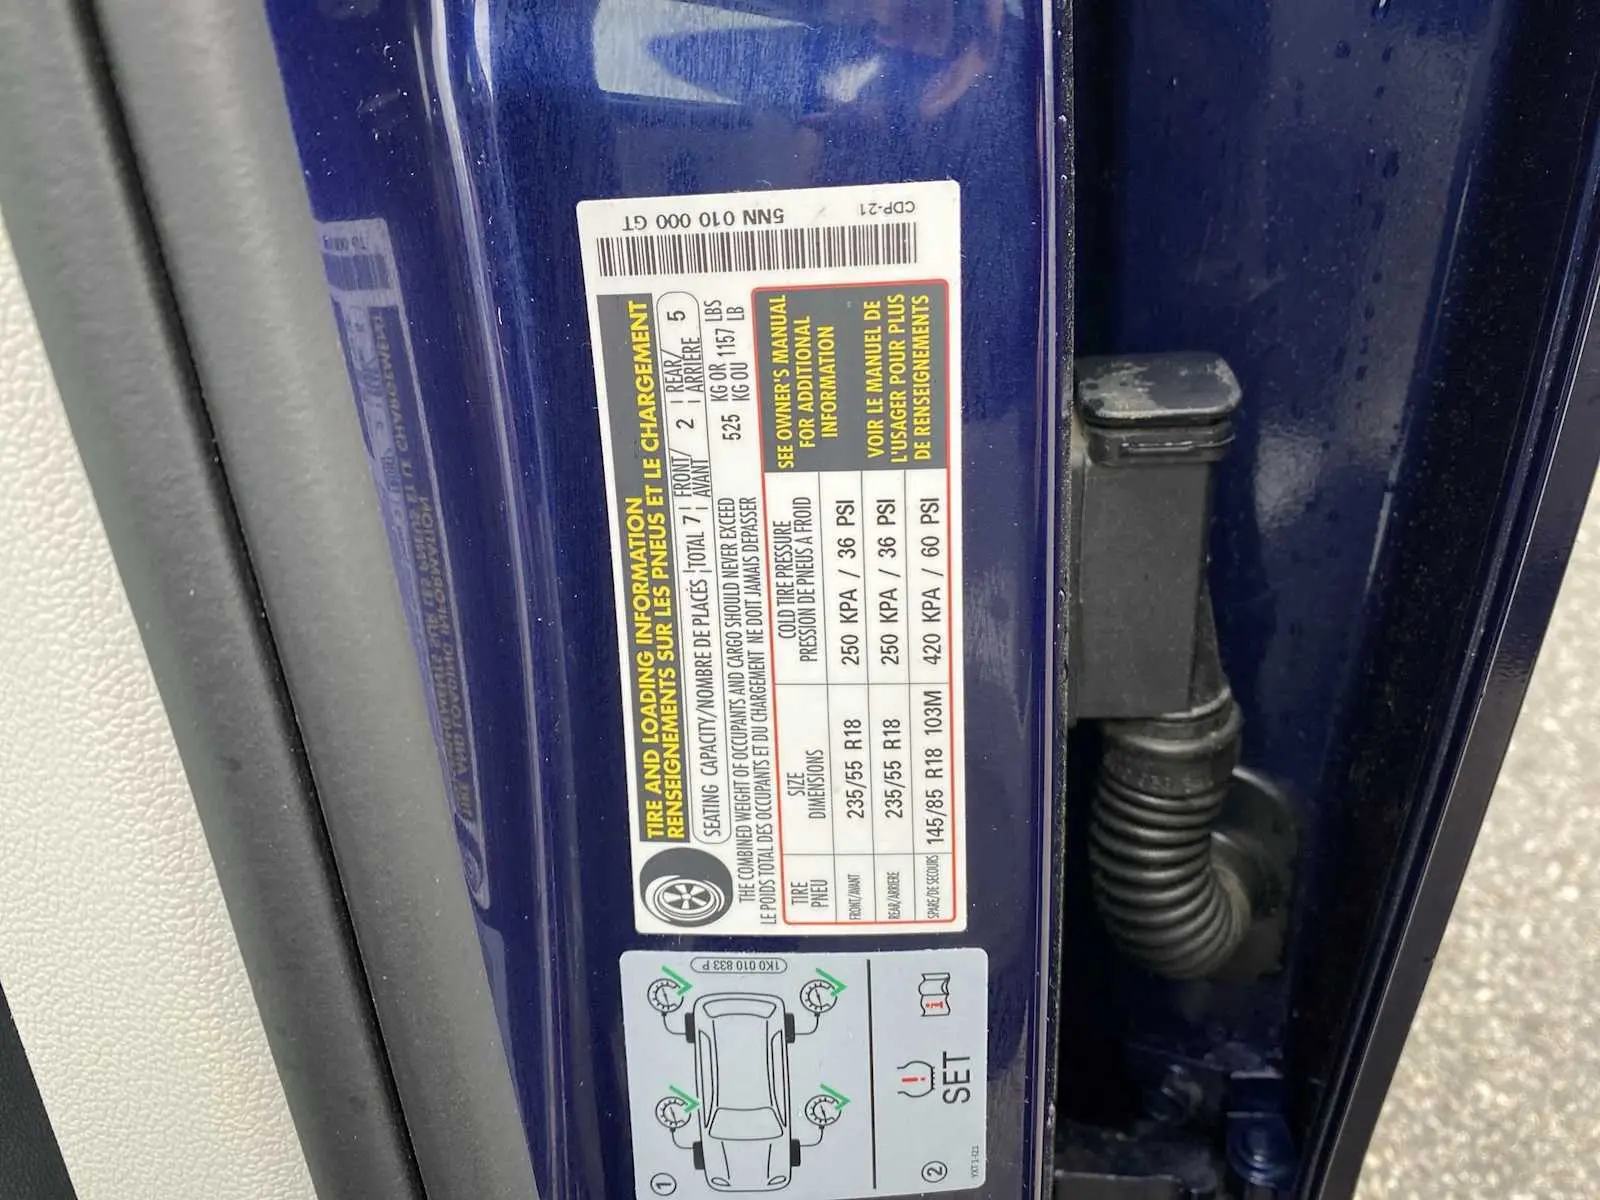 5NN 010 000 GT
CDP-21
TIRE AND LOADING INFORMATION
RENSEIGNEMENTS SUR LES PNEUS ET LE CHARGEMENT
SEATING CAPACITY/NOMBRE DE PLACES TOTAL 7 FRONT/AVANT 2 REAR/ARRIÈRE 5
THE COMBINED WEIGHT OF OCCUPANTS AND CARGO SHOULD NEVER EXCEED 525 KG OR 1157 LBS
LE POIDS TOTAL DES OCCUPANTS ET DU CHARGEMENT NE DOIT JAMAIS DEPASSER KG OU LB
TIRE SIZE COLD TIRE PRESSURE
PNEU DIMENSIONS PRESSION DE PNEUS A FROID
FRONT/AVANT 235/55 R18 250 KPA / 36 PSI
REAR/ARRIERE 235/55 R18 250 KPA / 36 PSI
SPARE/DE SECOURS 145/85 R18 103M 420 KPA / 60 PSI
SEE OWNER'S MANUAL
FOR ADDITIONAL
INFORMATION
VOIR LE MANUEL DE
L'USAGER POUR PLUS
DE RENSEIGNEMENTS
1
1K0 010 833 P
2
SET